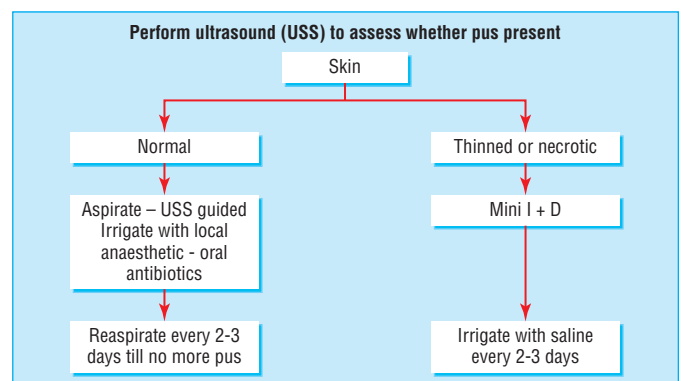 Perform ultrasound (USS) to assess whether pus present
Skin
Normal
Thinned or necrotic
Aspirate – USS guided
Irrigate with local
anaesthetic - oral
antibiotics
Mini I + D
Reaspirate every 2-3
days till no more pus
Irrigate with saline
every 2-3 days